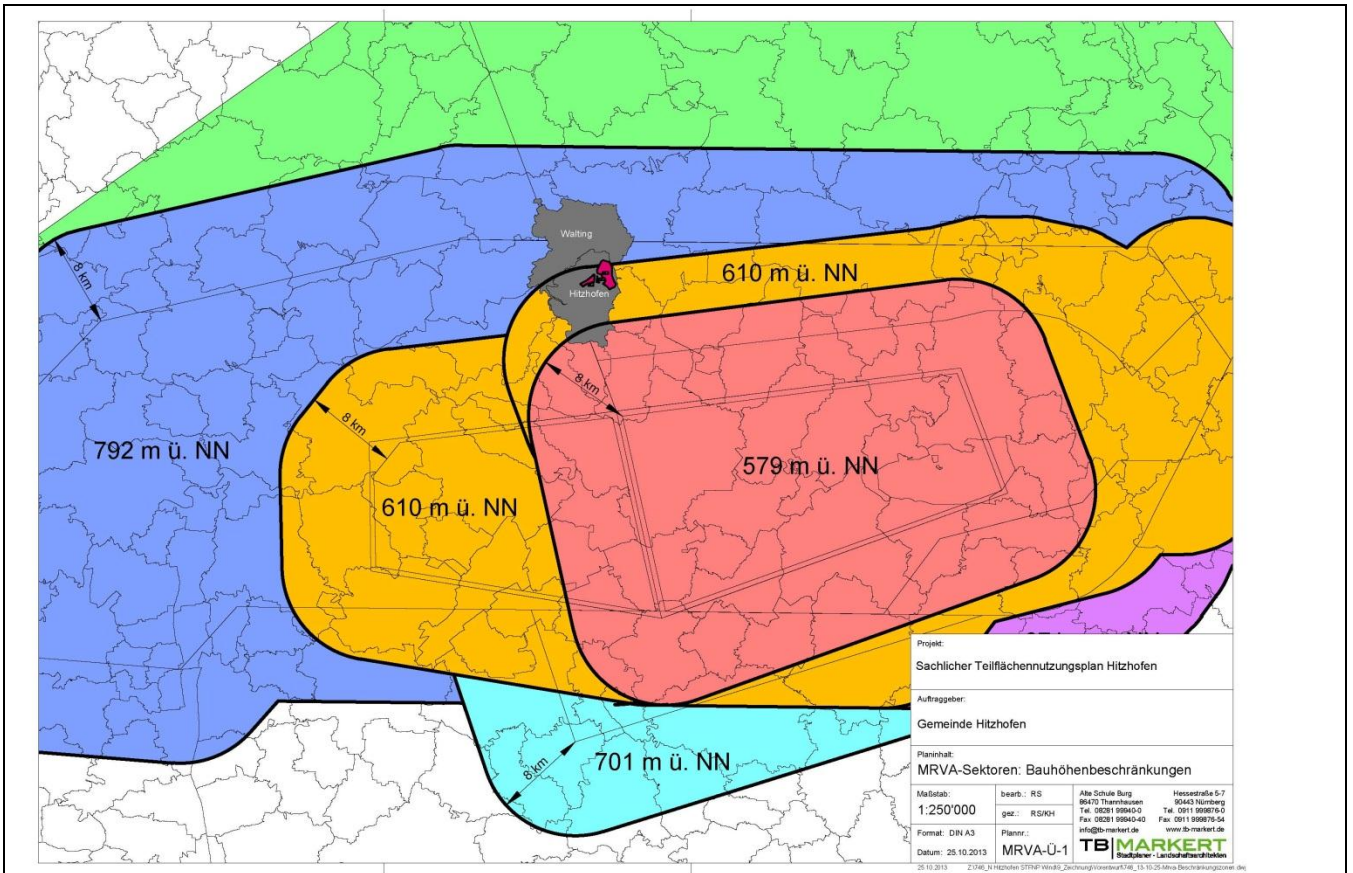 Walting
8 km
610 m ü. NN
Hitzhofen
8 km
8 km
792 m ü. NN
579 m ü. NN
610 m ü. NN
701 m ü. NN
8 km
Projekt:
Sachlicher Teilflächennutzungsplan Hitzhofen
Auftraggeber:
Gemeinde Hitzhofen
Planinhalt:
MRVA-Sektoren: Bauhöhenbeschränkungen
Maßstab:
1:250'000
bearb.: RS
gez.: RS/KH
Format: DIN A3
Datum: 25.10.2013
Plannr.:
MRVA-Ü-1
Alte Schule Burg
86470 Thannhausen
Tel. 08281 99940-0
Fax 08281 99940-40
info@tb-markert.de
Hessestraße 5-7
90443 Nürnberg
Tel. 0911 999876-0
Fax 0911 999876-54
www.tb-markert.de
TB|MARKERT
Stadtplaner · Landschaftsarchitekten
25.10.2013